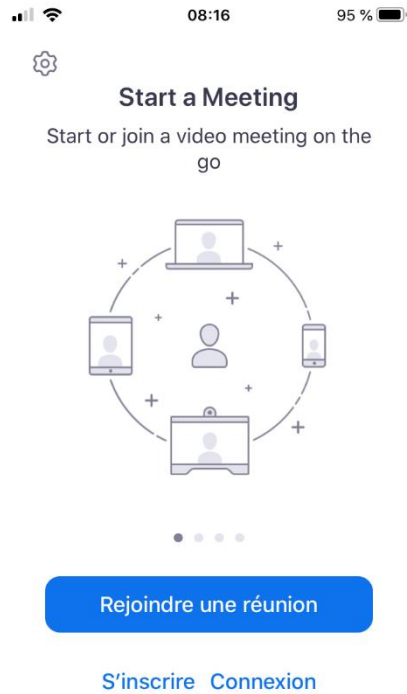 08:16
95 %
Start a Meeting
Start or join a video meeting on the
go
Rejoindre une réunion
S'inscrire Connexion